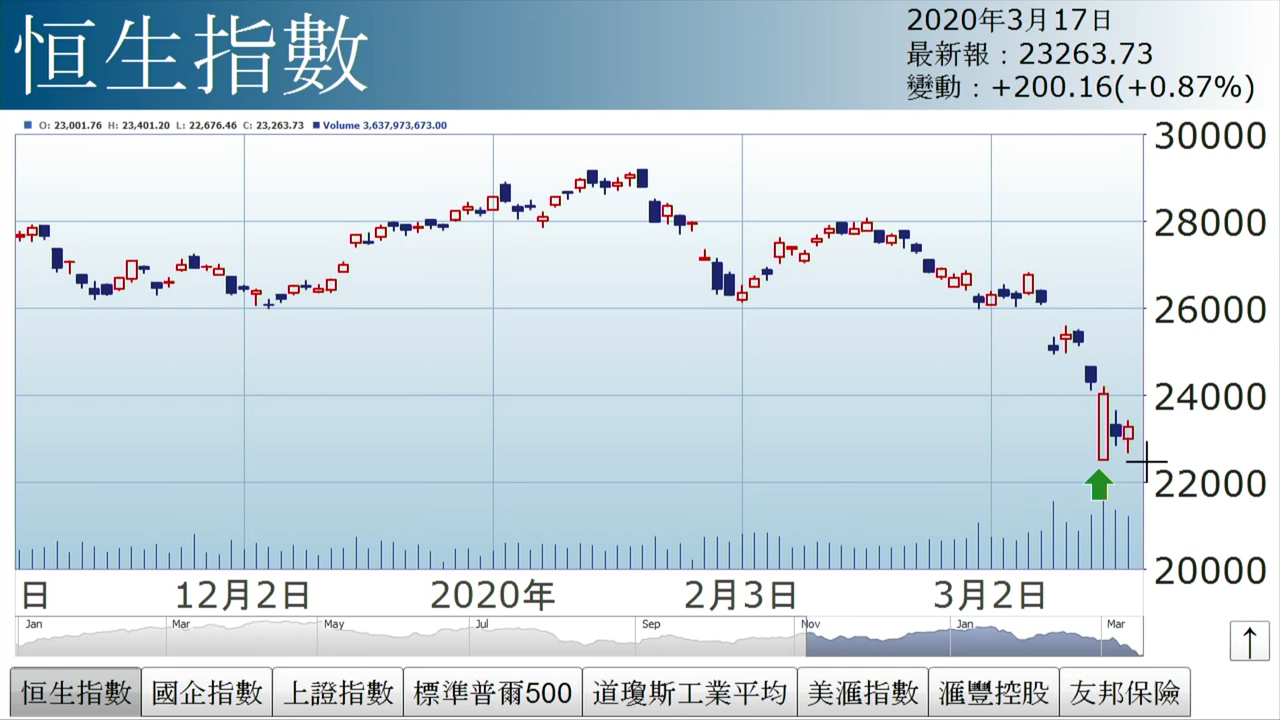 恒生指數
2020年3月17日
最新報：23263.73
變動：+200.16(+0.87%)
O: 23,001.76 H: 23,401.20 L: 22,676.46 C: 23,263.73 Volume 3,637,973,673.00
30000
28000
26000
24000
22000
20000
日 12月2日 2020年 2月3日 3月2日
Jan Mar May Jul Sep Nov Jan Mar
恒生指數 國企指數 上證指數 標準普爾500 道瓊斯工業平均 美滙指數 滙豐控股 友邦保險